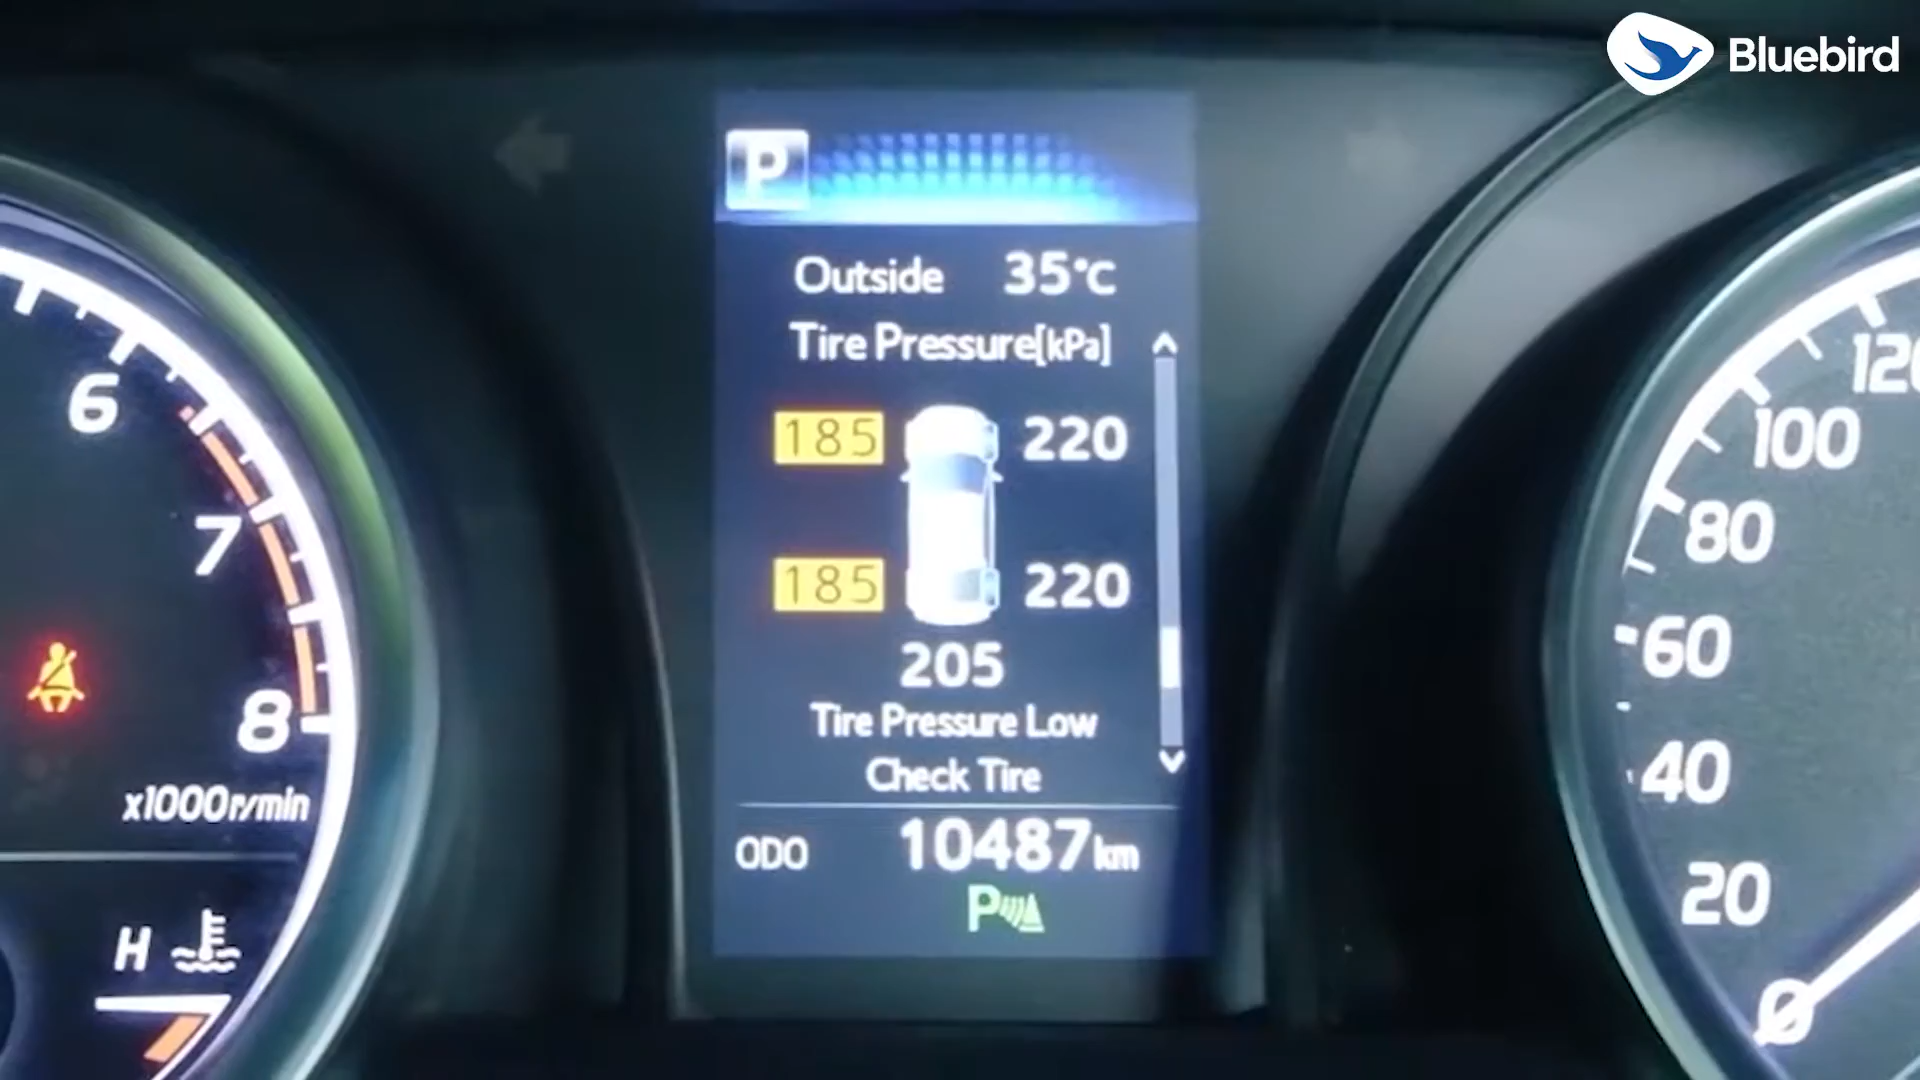 Bluebird
P
Outside 35°C
Tire Pressure[kPa]
185 220
185 220
205
Tire Pressure Low
Check Tire
ODO 10487km
P
6
7
8
x1000r/min
H
120
100
80
60
40
20
0